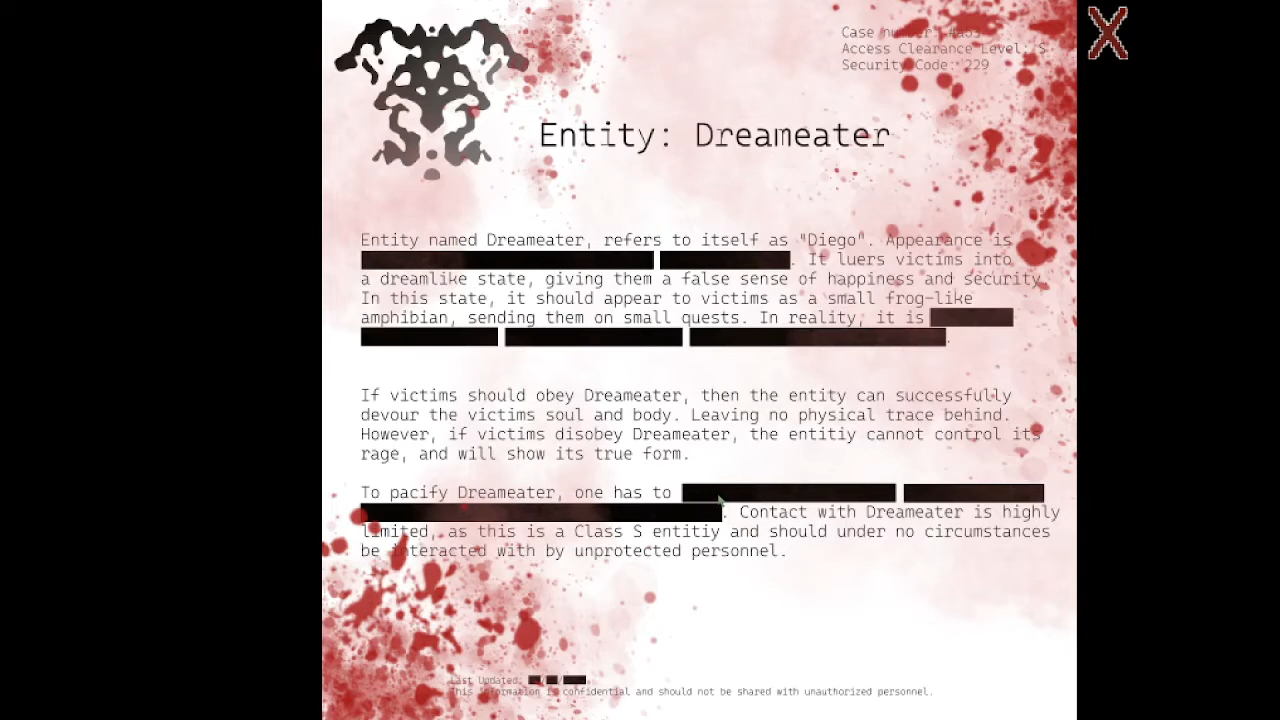 Case number: #a39
Access Clearance Level: S
Security Code: 229
Entity: Dreameater
Entity named Dreameater, refers to itself as "Diego". Appearance is
. It luers victims into
a dreamlike state, giving them a false sense of happiness and security.
In this state, it should appear to victims as a small frog-like
amphibian, sending them on small quests. In reality, it is
.
If victims should obey Dreameater, then the entity can successfully
devour the victims soul and body. Leaving no physical trace behind.
However, if victims disobey Dreameater, the entitiy cannot control its
rage, and will show its true form.
To pacify Dreameater, one has to
. Contact with Dreameater is highly
limited, as this is a Class S entitiy and should under no circumstances
be interacted with by unprotected personnel.
Last Updated: / /
This information is confidential and should not be shared with unauthorized personnel.